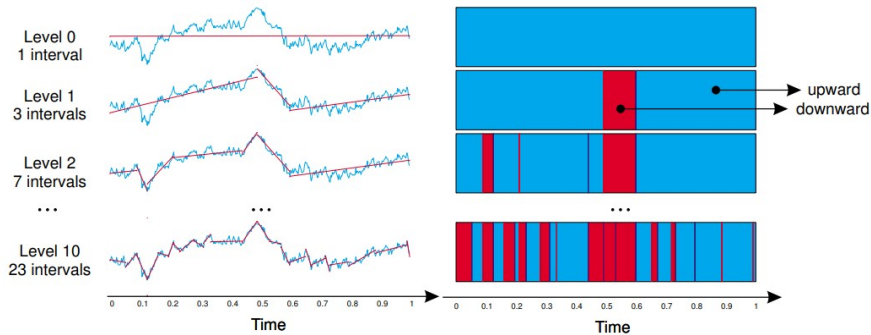 Level 0
1 interval
Level 1
3 intervals
upward
downward
Level 2
7 intervals
...
...
...
Level 10
23 intervals
0 0.1 0.2 0.3 0.4 0.5 0.6 0.7 0.8 0.9 1
0 0.1 0.2 0.3 0.4 0.5 0.6 0.7 0.8 0.9 1
Time
Time